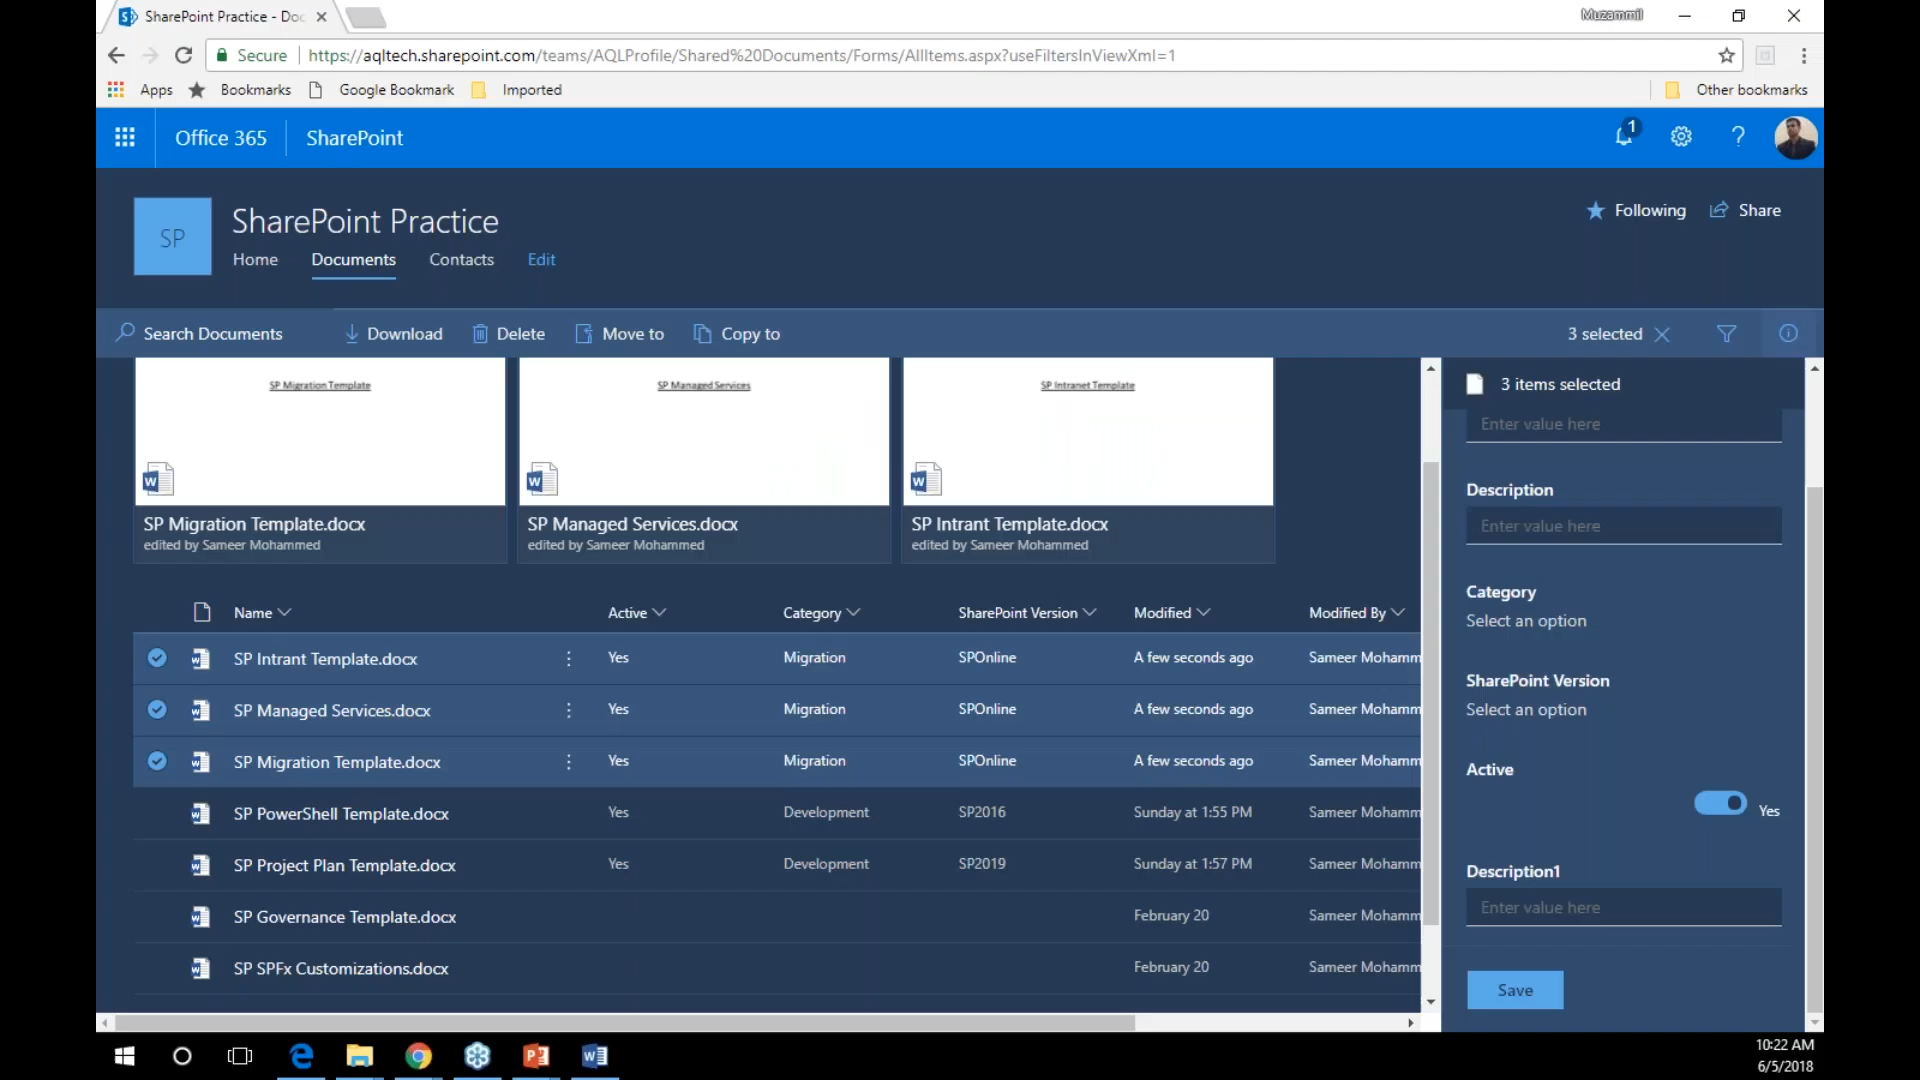 SharePoint Practice - Doc
Muzammil
Secure
https://aqltech.sharepoint.com/teams/AQLProfile/Shared%20Documents/Forms/AllItems.aspx?useFiltersInViewXml=1
Apps Bookmarks Google Bookmark Imported Other bookmarks
Office 365 SharePoint 1 ?
SP
SharePoint Practice
Following Share
Home Documents Contacts Edit
Search Documents Download Delete Move to Copy to 3 selected
SP Migration Template
SP Managed Services
SP Intranet Template
SP Migration Template.docx
edited by Sameer Mohammed
SP Managed Services.docx
edited by Sameer Mohammed
SP Intrant Template.docx
edited by Sameer Mohammed
Name Active Category SharePoint Version Modified Modified By
SP Intrant Template.docx Yes Migration SPOnline A few seconds ago Sameer Mohamm
SP Managed Services.docx Yes Migration SPOnline A few seconds ago Sameer Mohamm
SP Migration Template.docx Yes Migration SPOnline A few seconds ago Sameer Mohamm
SP PowerShell Template.docx Yes Development SP2016 Sunday at 1:55 PM Sameer Mohamm
SP Project Plan Template.docx Yes Development SP2019 Sunday at 1:57 PM Sameer Mohamm
SP Governance Template.docx February 20 Sameer Mohamm
SP SPFx Customizations.docx February 20 Sameer Mohamm
3 items selected
Enter value here
Description
Enter value here
Category
Select an option
SharePoint Version
Select an option
Active
Yes
Description1
Enter value here
Save
10:22 AM
6/5/2018